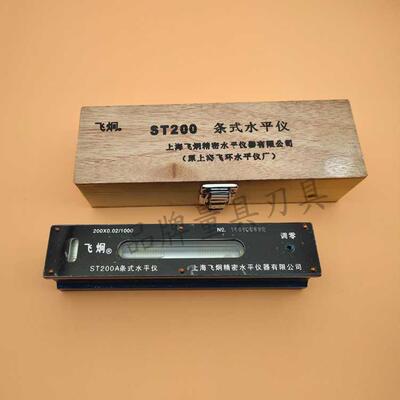 飞炯® ST200 条式水平仪
上海飞炯精密水平仪器有限公司
(原上海飞环水平仪厂)
200X0.02/1000 NO. 调零
飞炯®
ST200A条式水平仪 上海飞炯精密水平仪器有限公司
品牌量具刃具